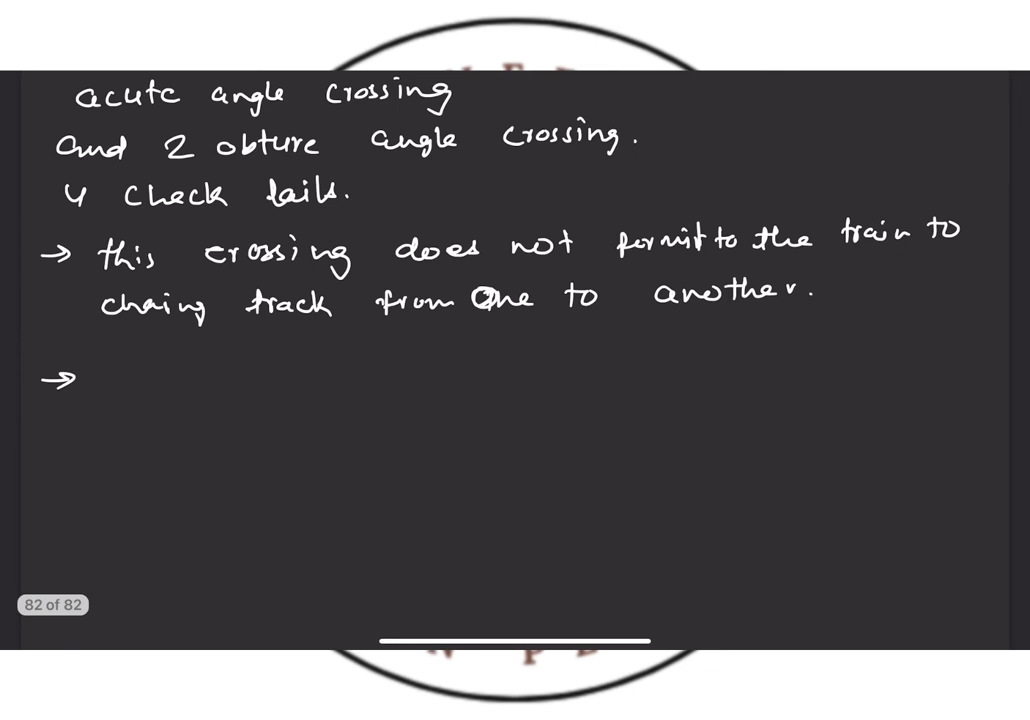 acute angle crossing
and 2 obture angle crossing.
4 check lails.
→ this crossing does not permit to the train to
chaing track from One to another.
→
82 of 82